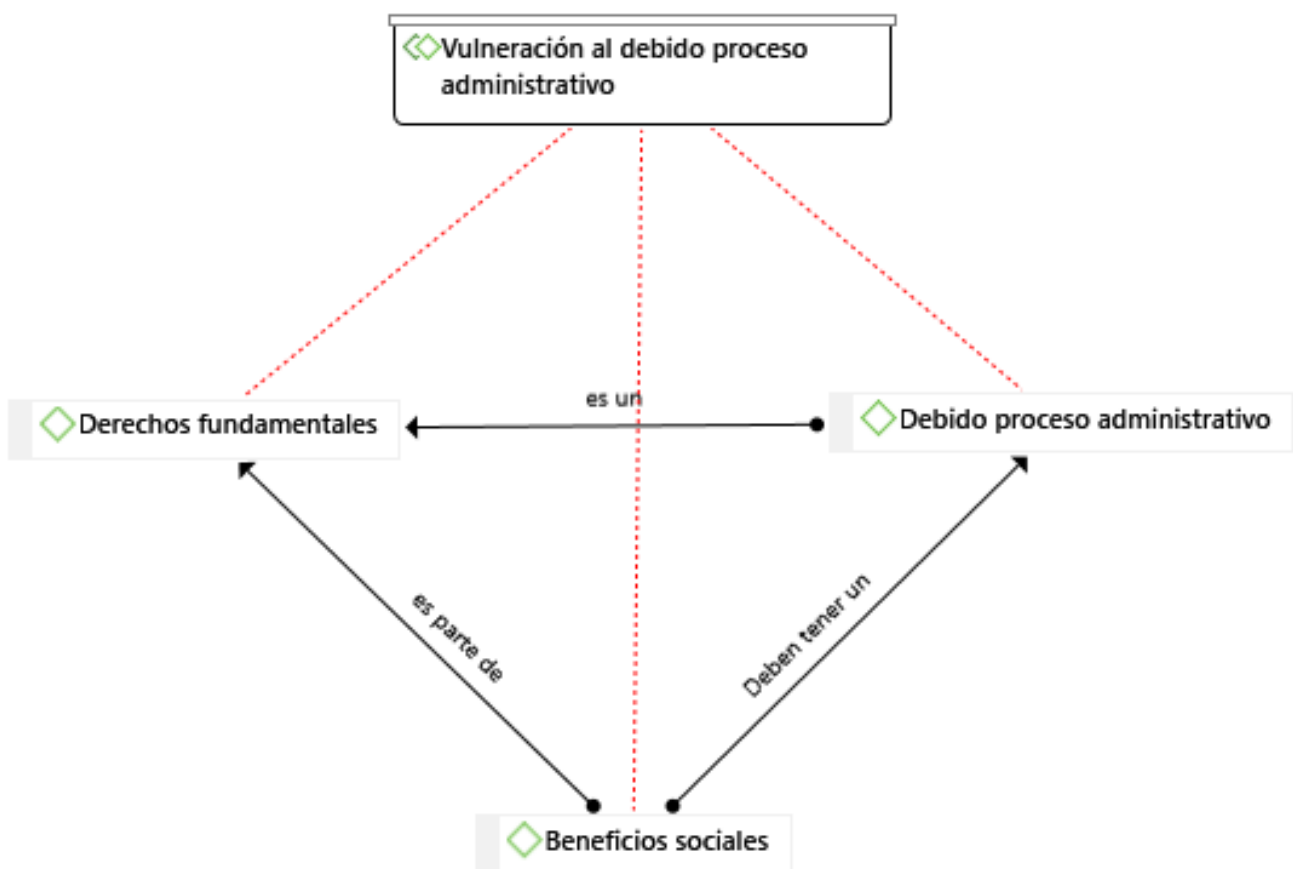 Vulneración al debido proceso
administrativo
es un
Derechos fundamentales
Debido proceso administrativo
es parte de
Deben tener un
Beneficios sociales